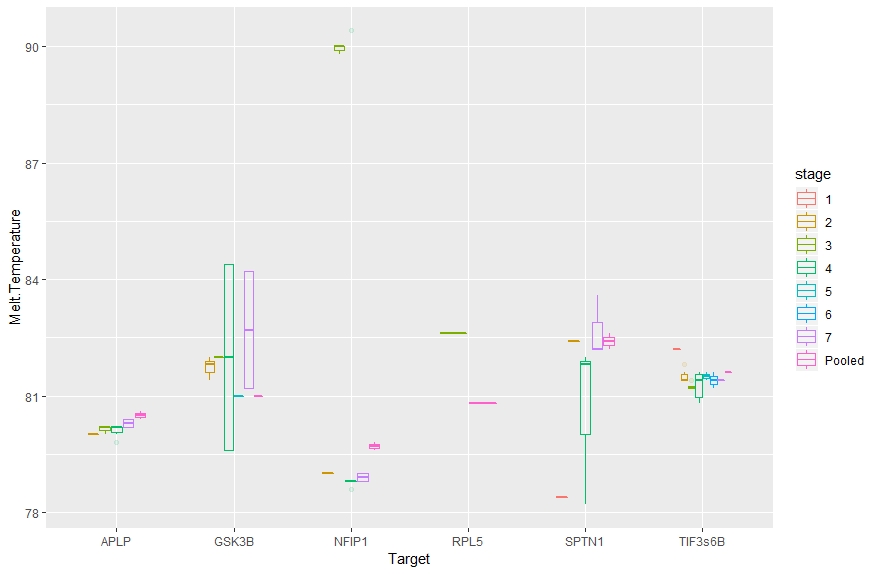 90
87
84
81
78
Melt.Temperature
APLP
GSK3B
NFIP1
RPL5
SPTN1
TIF3s6B
Target
stage
1
2
3
4
5
6
7
Pooled